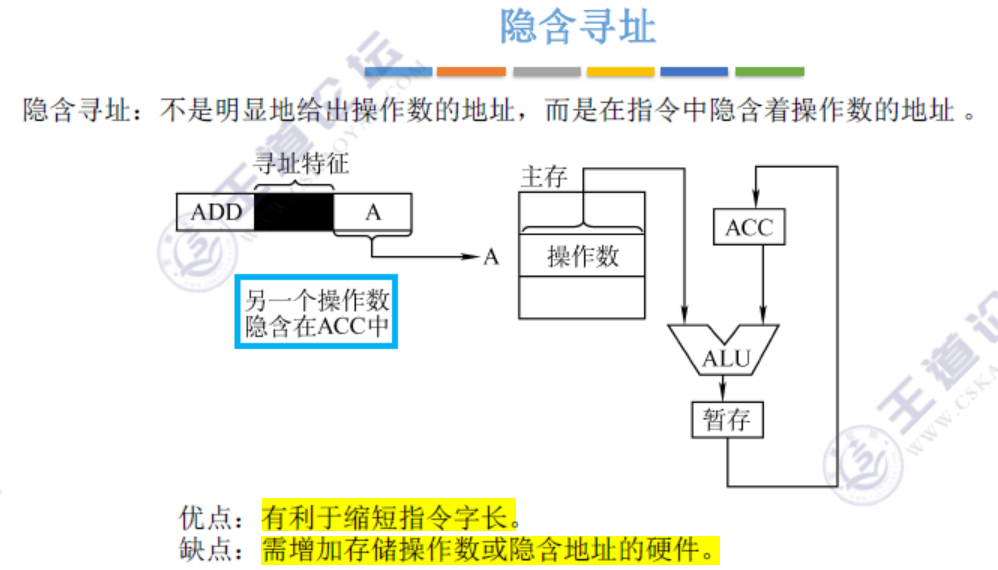 隐含寻址
隐含寻址：不是明显地给出操作数的地址，而是在指令中隐含着操作数的地址 。
寻址特征
ADD
A
A
另一个操作数
隐含在ACC中
主存
操作数
ACC
ALU
暂存
优点：有利于缩短指令字长。
缺点：需增加存储操作数或隐含地址的硬件。
王道论坛
王道论